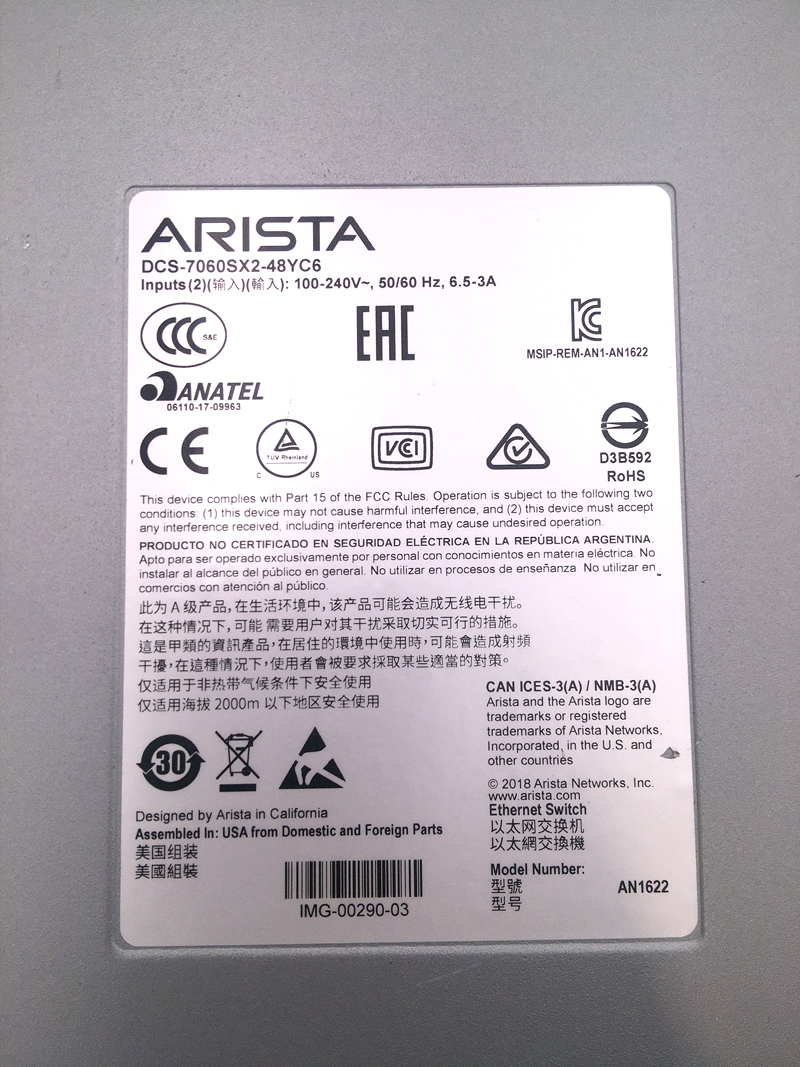 ARISTA
DCS-7060SX2-48YC6
Inputs(2)(输入)(輸入): 100-240V~, 50/60 Hz, 6.5-3A
CCC S&E
EAC
KC
MSIP-REM-AN1-AN1622
ANATEL
06110-17-09963
CE
TÜV Rheinland
C US
VCI
D3B592
RoHS
This device complies with Part 15 of the FCC Rules. Operation is subject to the following two
conditions: (1) this device may not cause harmful interference, and (2) this device must accept
any interference received, including interference that may cause undesired operation.
PRODUCTO NO CERTIFICADO EN SEGURIDAD ELÉCTRICA EN LA REPÚBLICA ARGENTINA.
Apto para ser operado exclusivamente por personal con conocimientos en materia eléctrica. No
instalar al alcance del público en general. No utilizar en procesos de enseñanza No utilizar en
comercios con atención al público.
此为 A 级产品, 在生活环境中, 该产品可能会造成无线电干扰。
在这种情况下, 可能 需要用户对其干扰采取切实可行的措施。
這是甲類的資訊產品, 在居住的環境中使用時, 可能會造成射頻
干擾, 在這種情況下, 使用者會被要求採取某些適當的對策。
仅适用于非热带气候条件下安全使用
仅适用海拔 2000m 以下地区安全使用
CAN ICES-3(A) / NMB-3(A)
Arista and the Arista logo are
trademarks or registered
trademarks of Arista Networks,
Incorporated, in the U.S. and
other countries
30
© 2018 Arista Networks, Inc.
www.arista.com
Ethernet Switch
以太网交换机
以太網交換機
Designed by Arista in California
Assembled In: USA from Domestic and Foreign Parts
美国组装
美國組裝
IMG-00290-03
Model Number:
型號
型号
AN1622